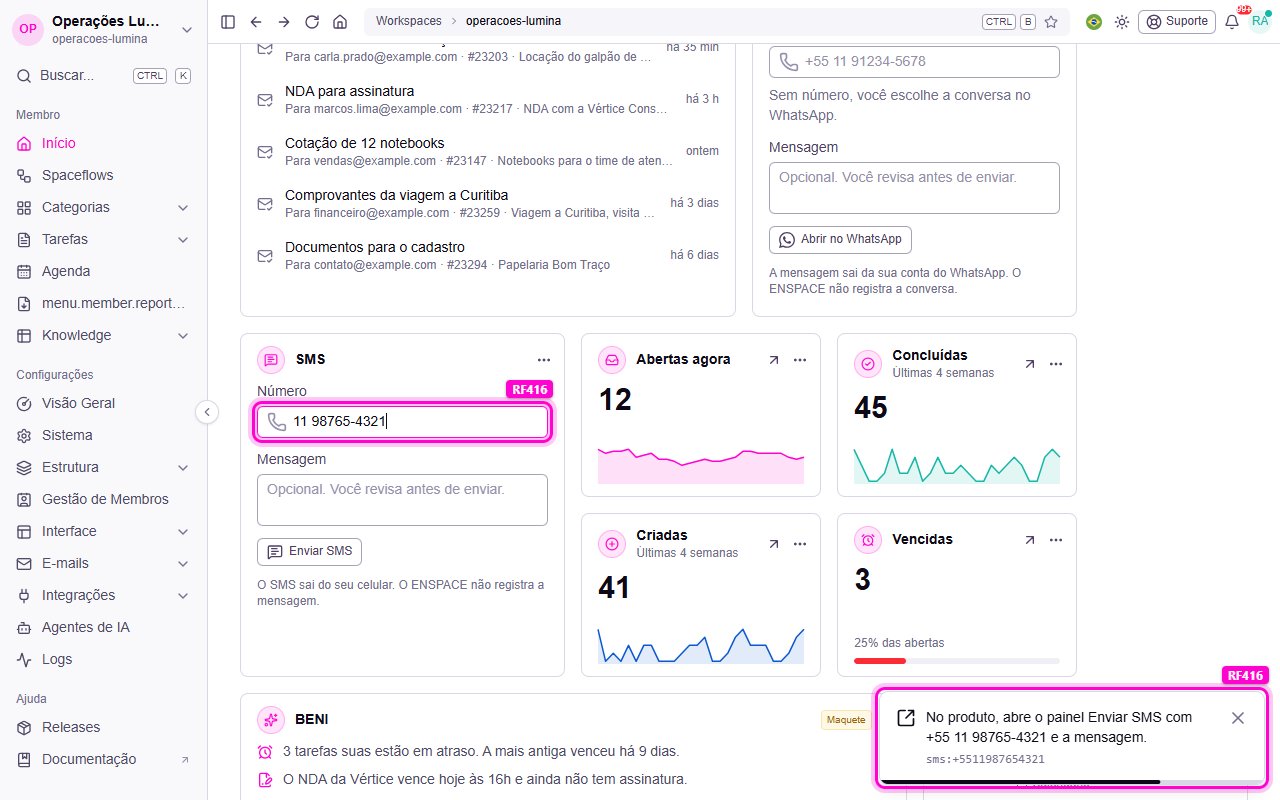 OP
Operações Lu...
operacoes-lumina
Buscar...
CTRL
K
Membro
Início
Spaceflows
Categorias
Tarefas
Agenda
menu.member.report...
Knowledge
Configurações
Visão Geral
Sistema
Estrutura
Gestão de Membros
Interface
E-mails
Integrações
Agentes de IA
Logs
Ajuda
Releases
Documentação
Workspaces
operacoes-lumina
CTRL
B
Suporte
99+
RA
Para carla.prado@example.com · #23203 · Locação do galpão de ...
há 35 min
NDA para assinatura
Para marcos.lima@example.com · #23217 · NDA com a Vértice Cons...
há 3 h
Cotação de 12 notebooks
Para vendas@example.com · #23147 · Notebooks para o time de aten...
ontem
Comprovantes da viagem a Curitiba
Para financeiro@example.com · #23259 · Viagem a Curitiba, visita ...
há 3 dias
Documentos para o cadastro
Para contato@example.com · #23294 · Papelaria Bom Traço
há 6 dias
+55 11 91234-5678
Sem número, você escolhe a conversa no
WhatsApp.
Mensagem
Opcional. Você revisa antes de enviar.
Abrir no WhatsApp
A mensagem sai da sua conta do WhatsApp. O
ENSPACE não registra a conversa.
SMS
Número
RF416
11 98765-4321
Mensagem
Opcional. Você revisa antes de enviar.
Enviar SMS
O SMS sai do seu celular. O ENSPACE não registra a
mensagem.
Abertas agora
12
Concluídas
Últimas 4 semanas
45
Criadas
Últimas 4 semanas
41
Vencidas
3
25% das abertas
BENI
Maquete
3 tarefas suas estão em atraso. A mais antiga venceu há 9 dias.
O NDA da Vértice vence hoje às 16h e ainda não tem assinatura.
RF416
No produto, abre o painel Enviar SMS com
+55 11 98765-4321 e a mensagem.
sms:+5511987654321